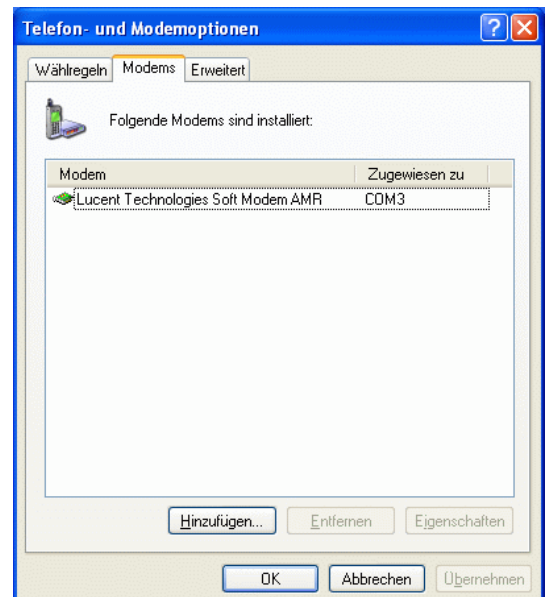 Telefon- und Modemoptionen
Wählregeln Modems Erweitert
Folgende Modems sind installiert:
Modem Zugewiesen zu
Lucent Technologies Soft Modem AMR COM3
Hinzufügen... Entfernen Eigenschaften
OK Abbrechen Übernehmen